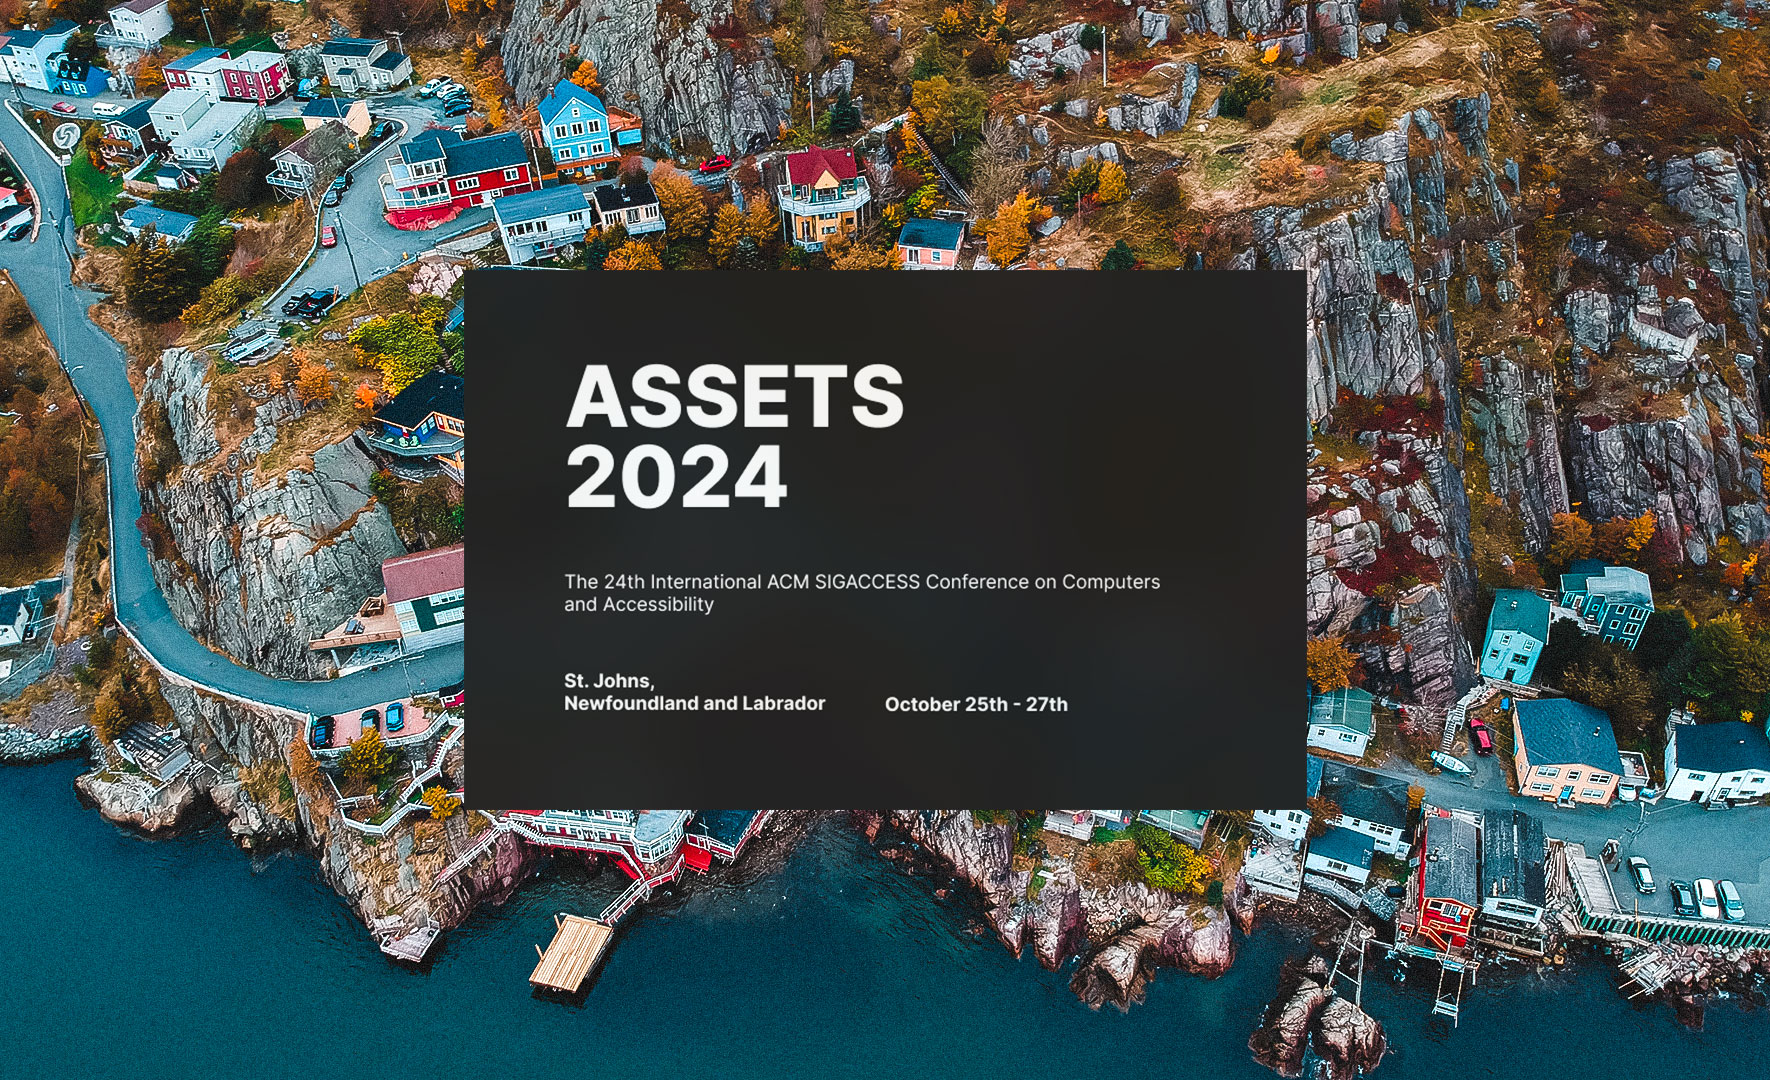 ASSETS
2024
The 24th International ACM SIGACCESS Conference on Computers
and Accessibility
St. Johns,
Newfoundland and Labrador
October 25th - 27th